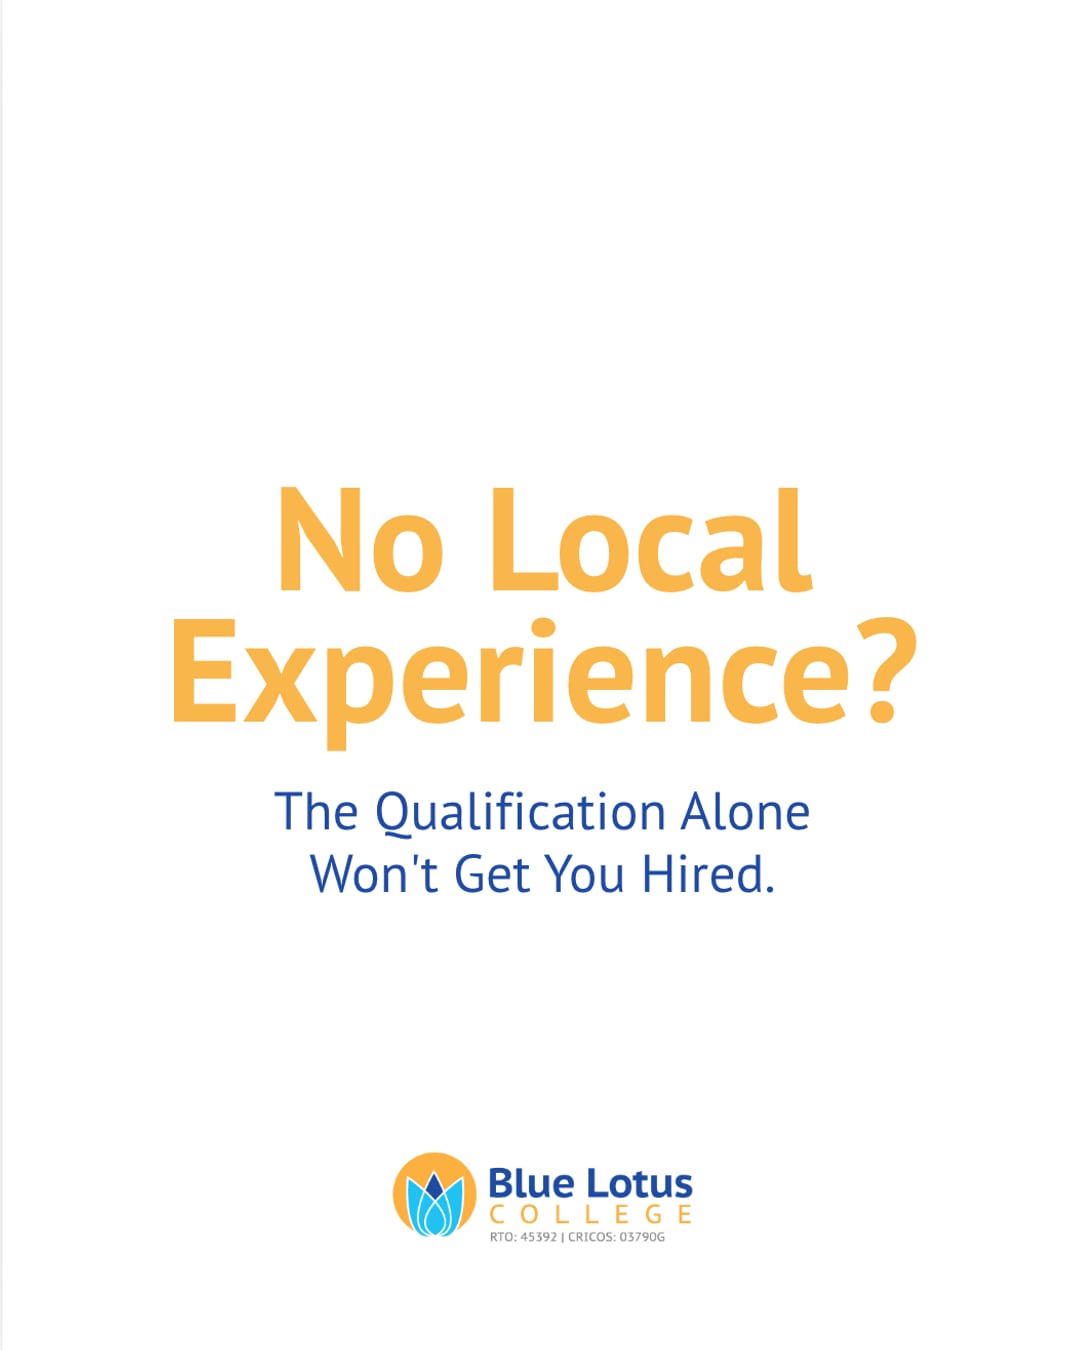 No Local
Experience?
The Qualification Alone
Won't Get You Hired.
Blue Lotus
COLLEGE
RTO: 45392 | CRICOS: 03790G